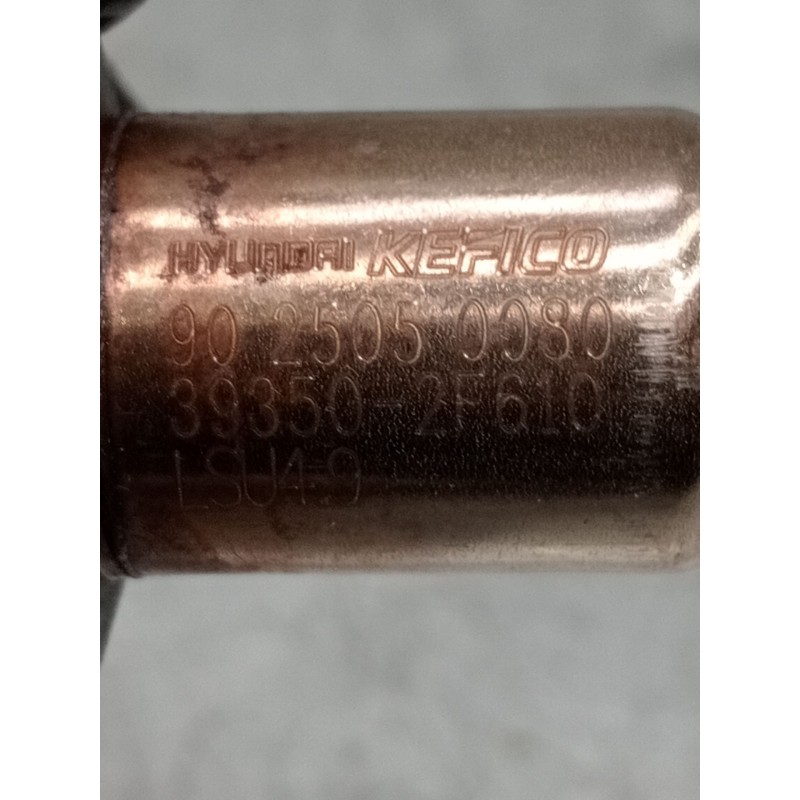 HYUNDAI KEFICO
90 2505 0080
39350-2F610
LSU4.9